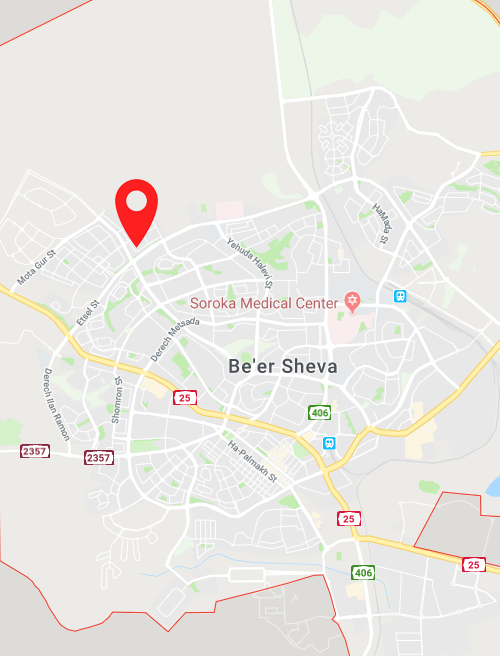 HaMada St
Yehuda Halevi St
Mota Gur St
Soroka Medical Center
Etsel St
Derech Metsada
Be'er Sheva
Derech Ilan Ramon
Shomron St
25
406
2357
2357
Ha-Palmakh St
25
25
406